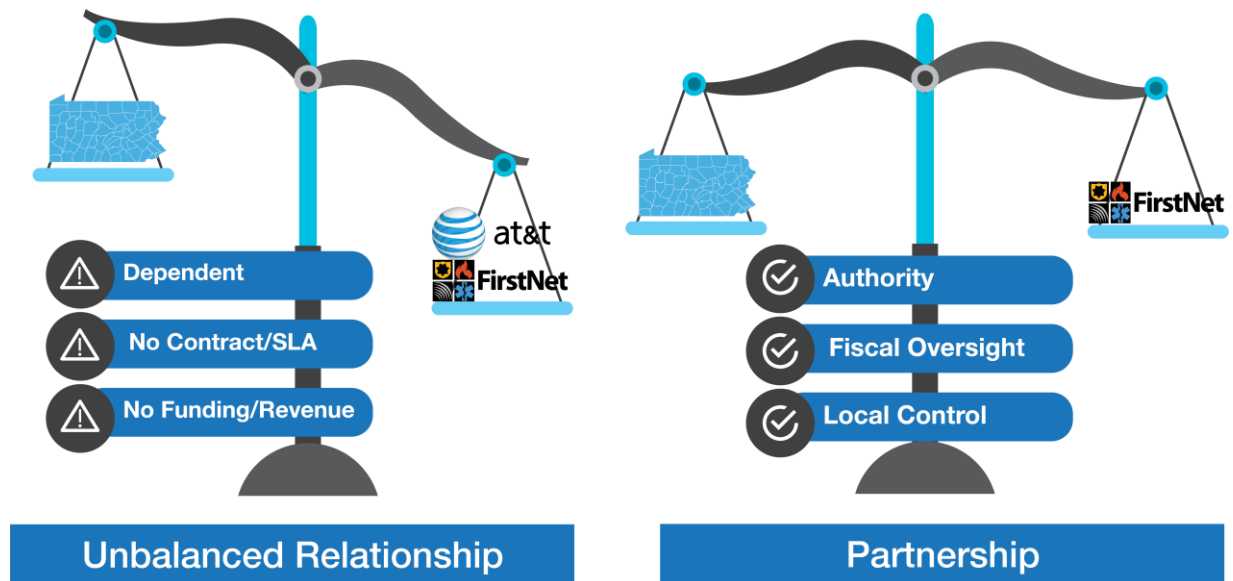 at&t
FirstNet
Dependent
No Contract/SLA
No Funding/Revenue
Unbalanced Relationship
FirstNet
Authority
Fiscal Oversight
Local Control
Partnership